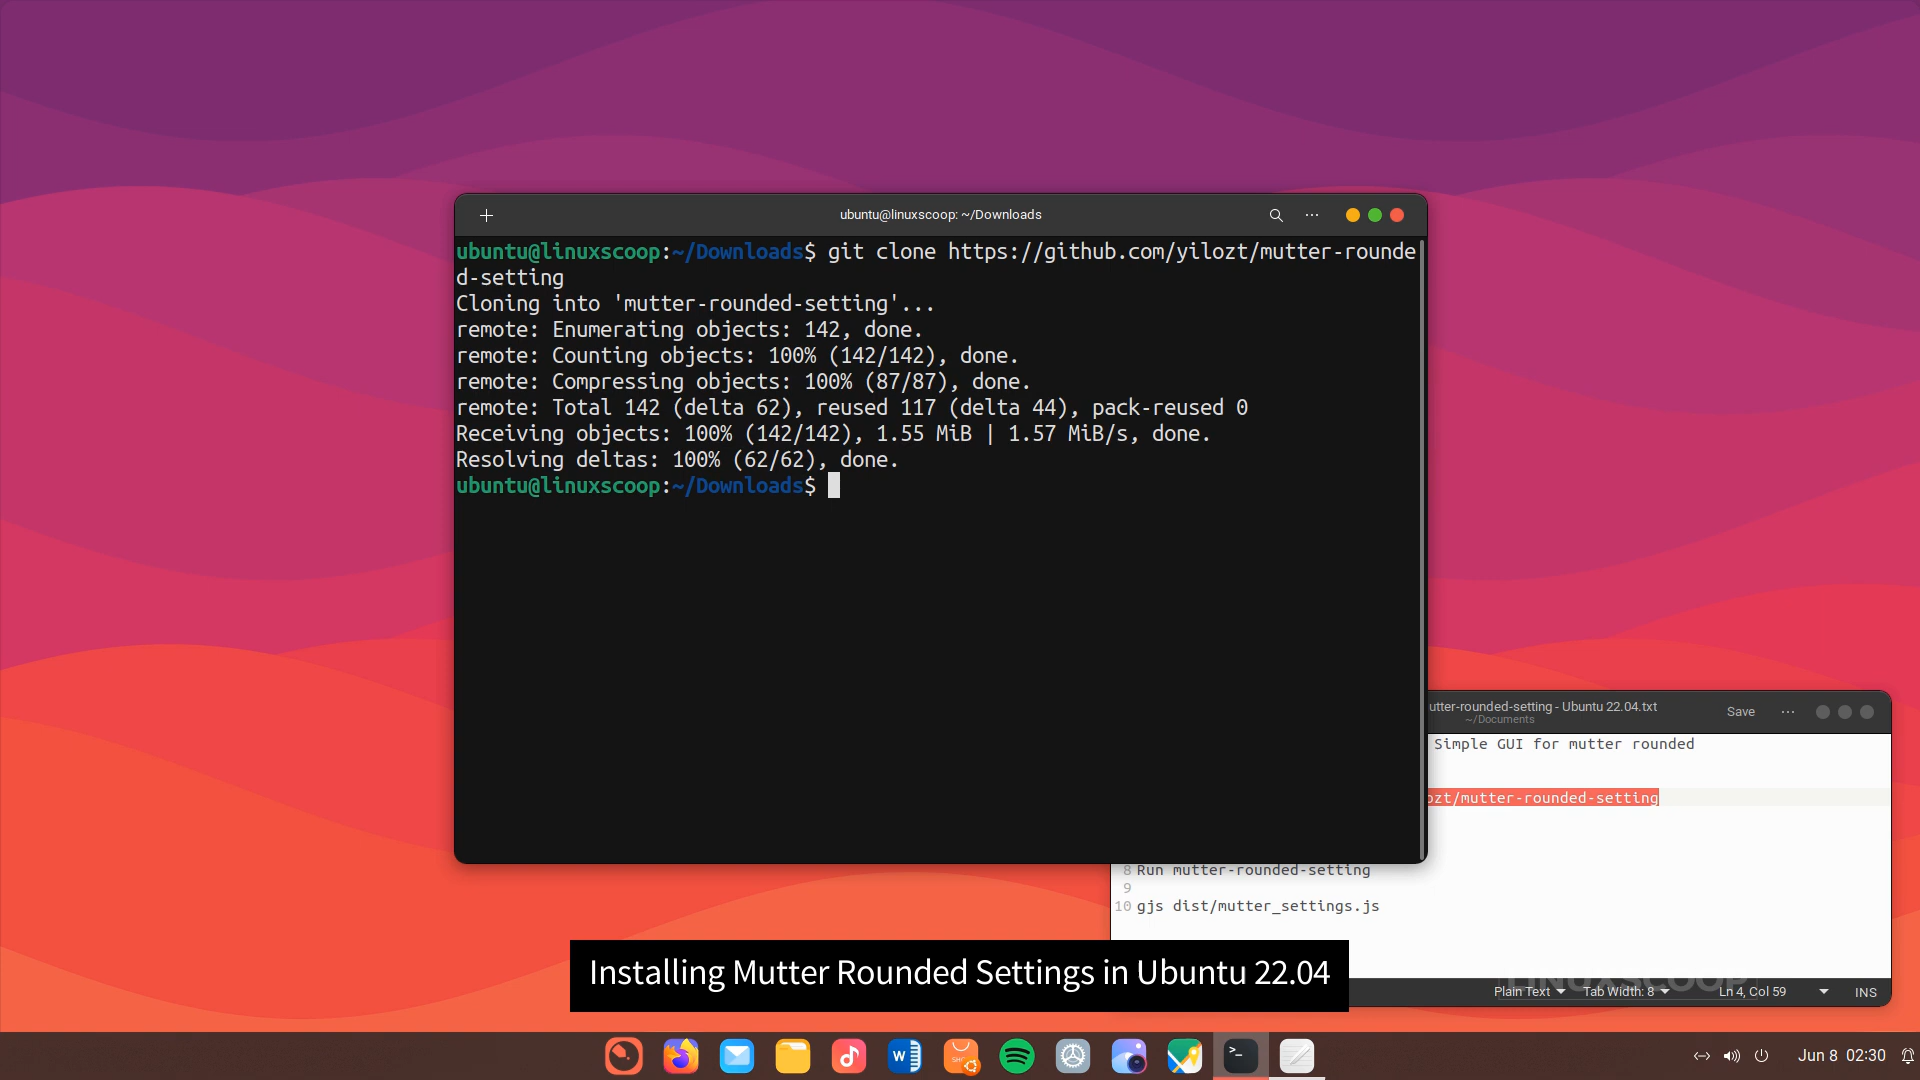 ubuntu@linuxscoop: ~/Downloads
ubuntu@linuxscoop:~/Downloads$ git clone https://github.com/yilozt/mutter-rounde
d-setting
Cloning into 'mutter-rounded-setting'...
remote: Enumerating objects: 142, done.
remote: Counting objects: 100% (142/142), done.
remote: Compressing objects: 100% (87/87), done.
remote: Total 142 (delta 62), reused 117 (delta 44), pack-reused 0
Receiving objects: 100% (142/142), 1.55 MiB | 1.57 MiB/s, done.
Resolving deltas: 100% (62/62), done.
ubuntu@linuxscoop:~/Downloads$
utter-rounded-setting - Ubuntu 22.04.txt
~/Documents
Save
Simple GUI for mutter rounded
ozt/mutter-rounded-setting
8 Run mutter-rounded-setting
9
10 gjs dist/mutter_settings.js
Installing Mutter Rounded Settings in Ubuntu 22.04
LINUXSCOOP
Plain Text Tab Width: 8 Ln 4, Col 59 INS
Jun 8 02:30